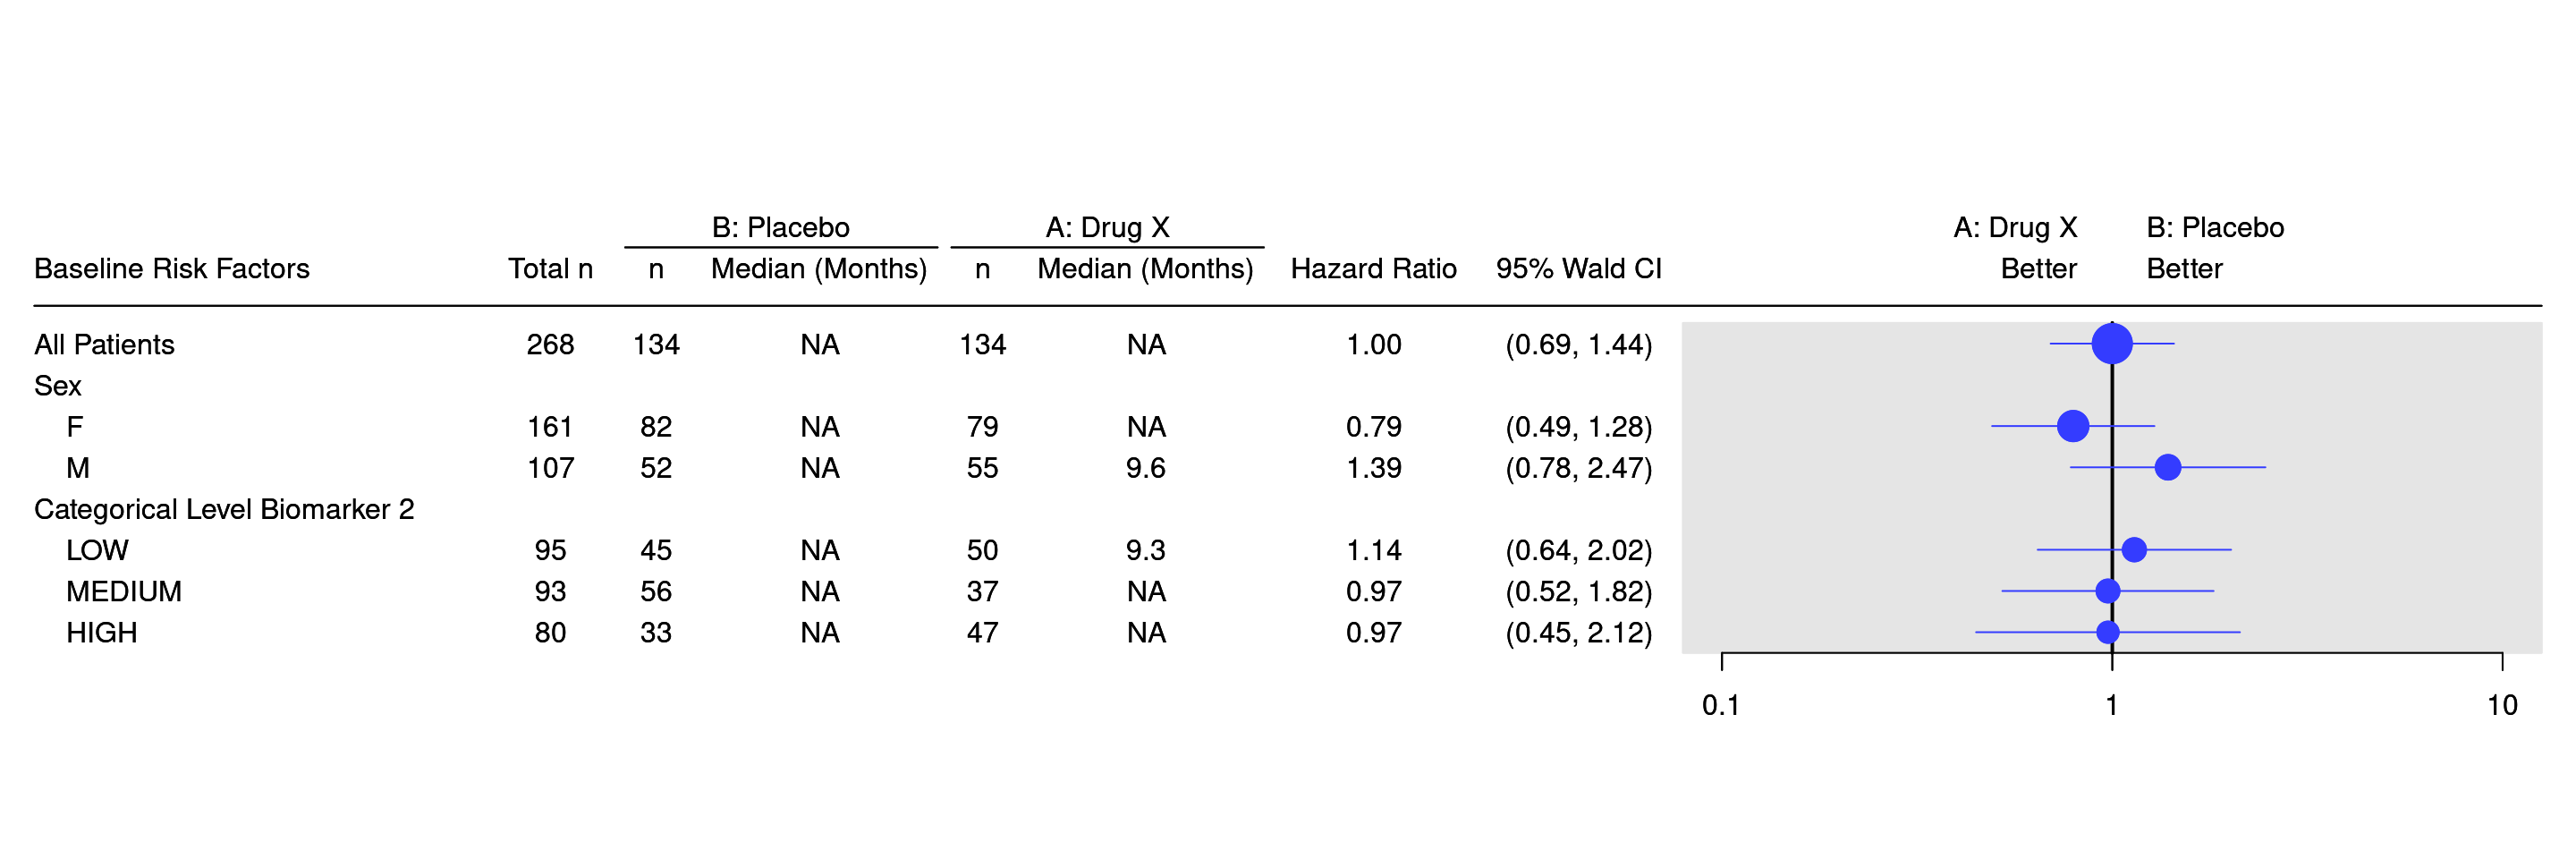 B: Placebo A: Drug X A: Drug X B: Placebo
Baseline Risk Factors Total n n Median (Months) n Median (Months) Hazard Ratio 95% Wald CI Better Better
All Patients 268 134 NA 134 NA 1.00 (0.69, 1.44)
Sex
F 161 82 NA 79 NA 0.79 (0.49, 1.28)
M 107 52 NA 55 9.6 1.39 (0.78, 2.47)
Categorical Level Biomarker 2
LOW 95 45 NA 50 9.3 1.14 (0.64, 2.02)
MEDIUM 93 56 NA 37 NA 0.97 (0.52, 1.82)
HIGH 80 33 NA 47 NA 0.97 (0.45, 2.12)
0.1 1 10